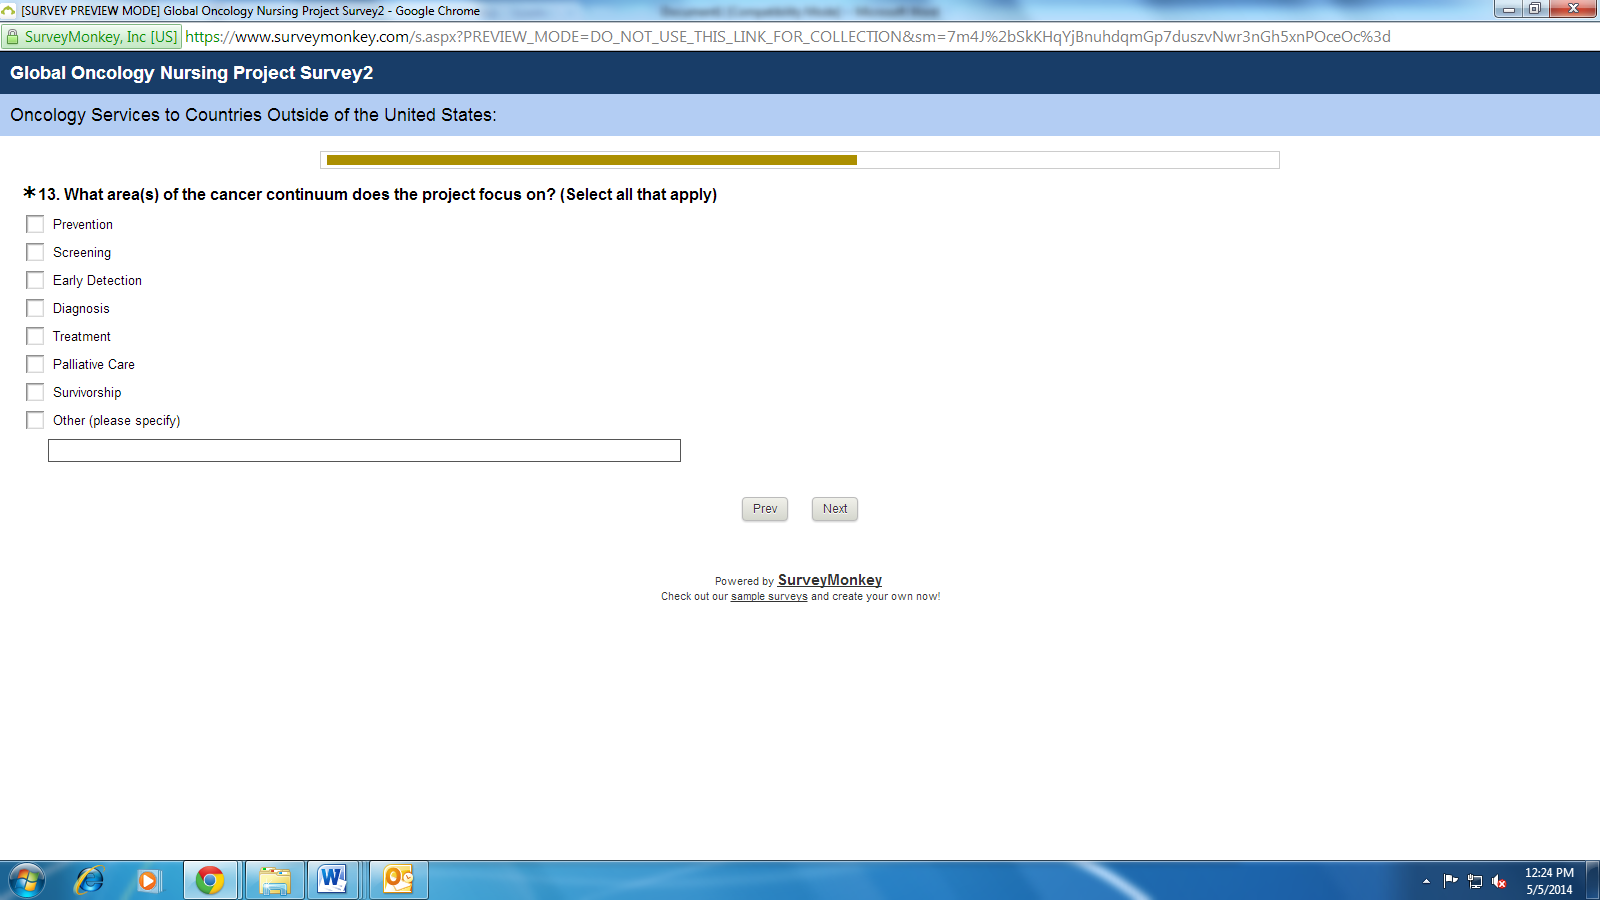 [SURVEY PREVIEW MODE] Global Oncology Nursing Project Survey2 - Google Chrome
SurveyMonkey, Inc [US] https://www.surveymonkey.com/s.aspx?PREVIEW_MODE=DO_NOT_USE_THIS_LINK_FOR_COLLECTION&sm=7m4J%2bSkKHqYjBnuhdqmGp7duszvNwr3nGh5xnPOceOc%3d
Global Oncology Nursing Project Survey2
Oncology Services to Countries Outside of the United States:
*13. What area(s) of the cancer continuum does the project focus on? (Select all that apply)
Prevention
Screening
Early Detection
Diagnosis
Treatment
Palliative Care
Survivorship
Other (please specify)
Prev Next
Powered by SurveyMonkey
Check out our sample surveys and create your own now!
12:24 PM
5/5/2014